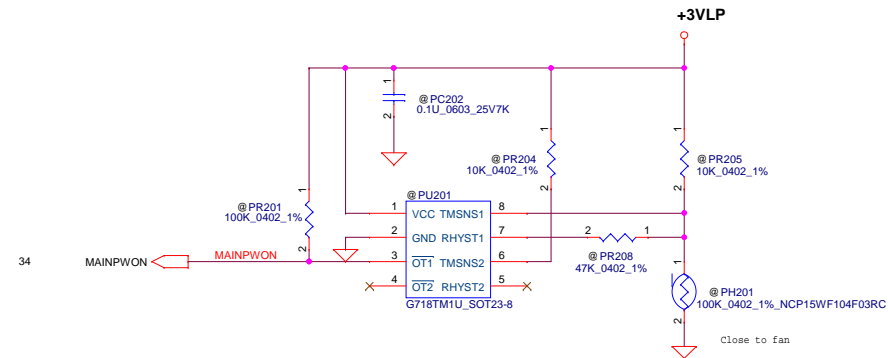 +3VLP
1
@ PC202
0.1U_0603_25V7K
2
1
@ PR204
10K_0402_1%
2
1
@ PR205
10K_0402_1%
2
1
@ PR201
100K_0402_1%
2
@ PU201
1 VCC TMSNS1 8
2 GND RHYST1 7
3 OT1 TMSNS2 6
4 OT2 RHYST2 5
G718TM1U_SOT23-8
2 1
@ PR208
47K_0402_1%
34 MAINPWON MAINPWON
1
@ PH201
100K_0402_1%_NCP15WF104F03RC
2
Close to fan